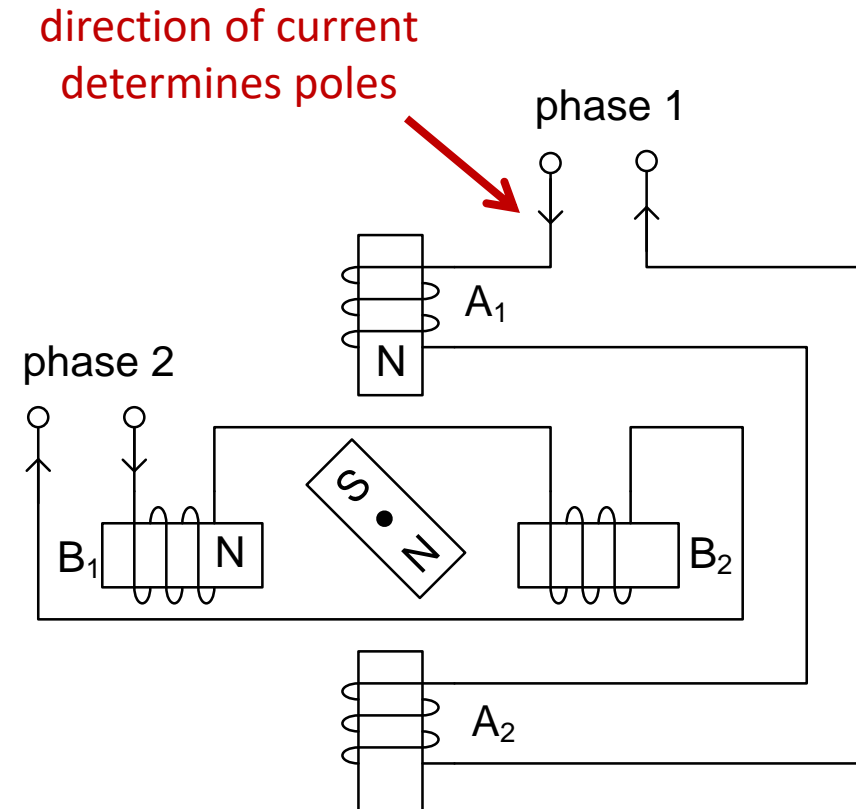 direction of current
determines poles
phase 1
A₁
N
phase 2
S
N
B₁
N
B₂
A₂